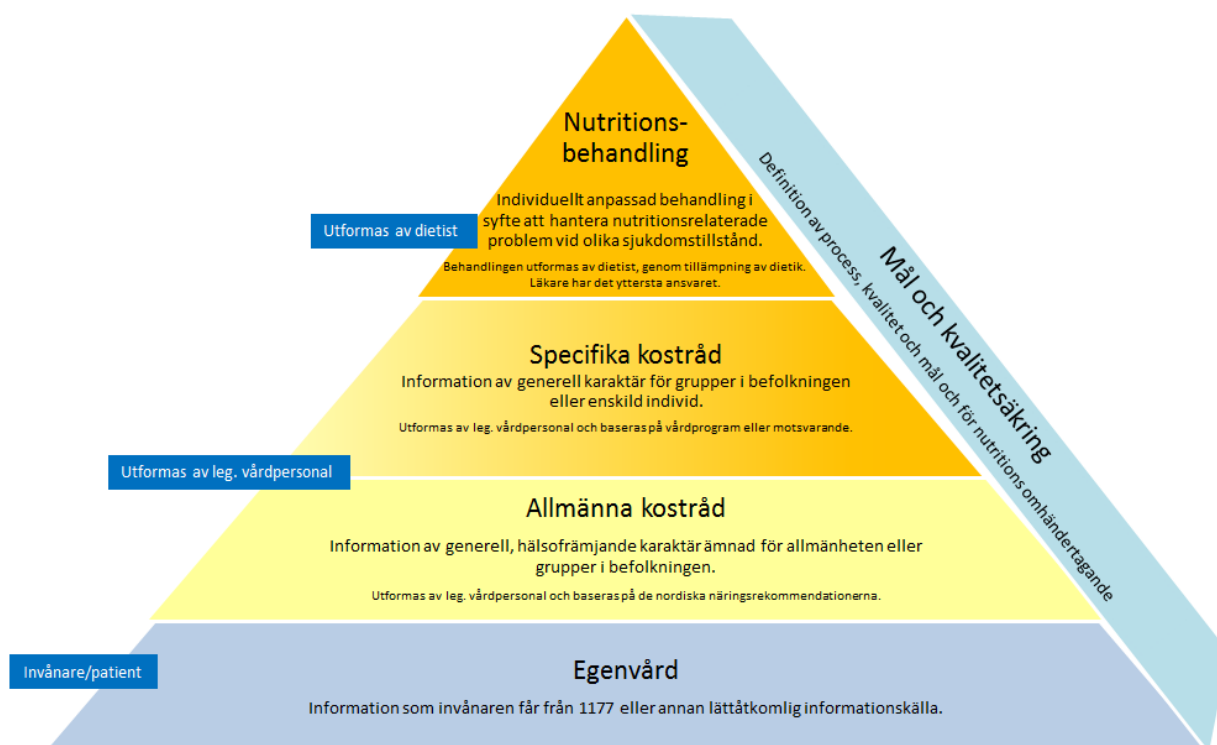 Nutritions-
behandling
Individuellt anpassad behandling i
syfte att hantera nutritionsrelaterade
problem vid olika sjukdomstillstånd.
Behandlingen utformas av dietist, genom tillämpning av dietik.
Läkare har det yttersta ansvaret.
Utformas av dietist
Specifika kostråd
Information av generell karaktär för grupper i befolkningen
eller enskild individ.
Utformas av leg. vårdpersonal och baseras på vårdprogram eller motsvarande.
Utformas av leg. vårdpersonal
Allmänna kostråd
Information av generell, hälsofrämjande karaktär ämnad för allmänheten eller
grupper i befolkningen.
Utformas av leg. vårdpersonal och baseras på de nordiska näringsrekommendationerna.
Invånare/patient
Egenvård
Information som invånaren får från 1177 eller annan lättåtkomlig informationskälla.
Mål och kvalitetsäkring
Definition av process, kvalitet och mål och för nutritions omhändertagande